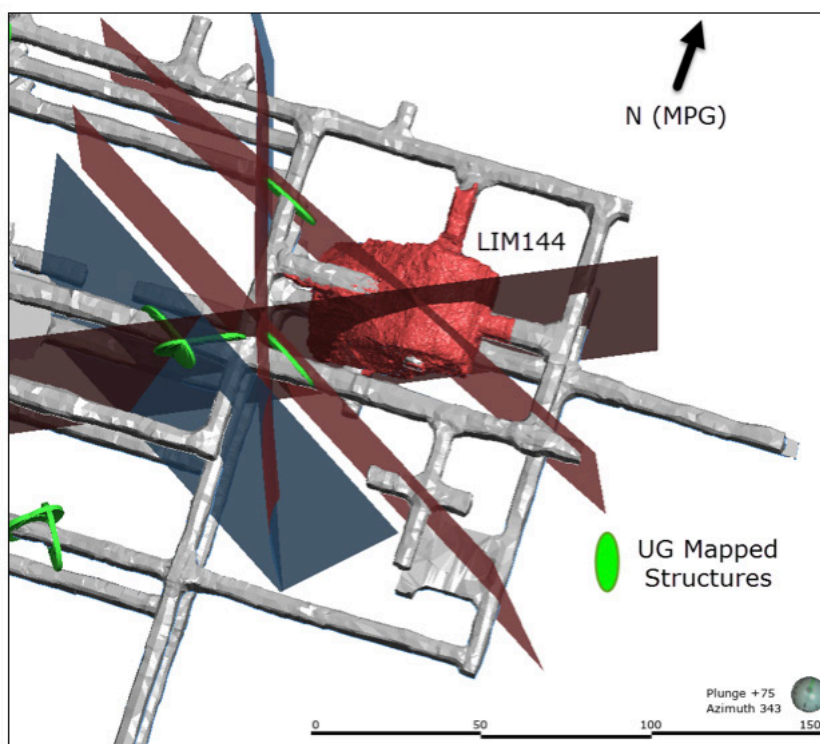 N (MPG)
LIM144
UG Mapped
Structures
Plunge +75
Azimuth 343
0 50 100 150